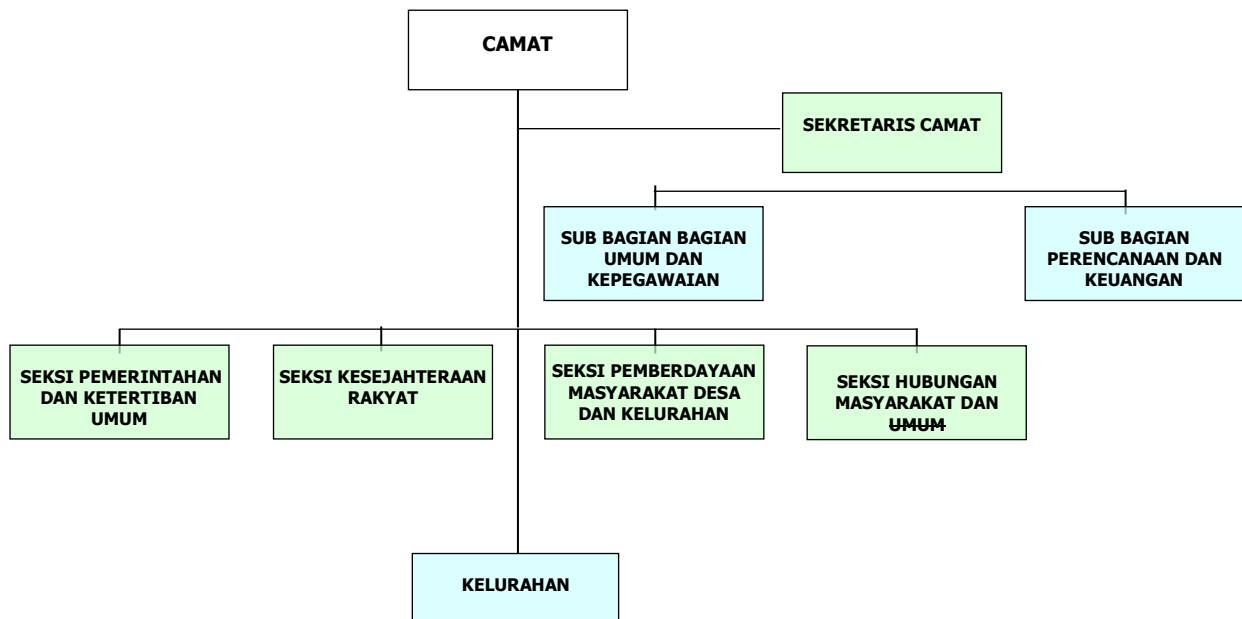 CAMAT
SEKRETARIS CAMAT
SUB BAGIAN BAGIAN
UMUM DAN
KEPEGAWAIAN
SUB BAGIAN
PERENCANAAN DAN
KEUANGAN
SEKSI PEMERINTAHAN
DAN KETERTIBAN
UMUM
SEKSI KESEJAHTERAAN
RAKYAT
SEKSI PEMBERDAYAAN
MASYARAKAT DESA
DAN KELURAHAN
SEKSI HUBUNGAN
MASYARAKAT DAN
UMUM
KELURAHAN